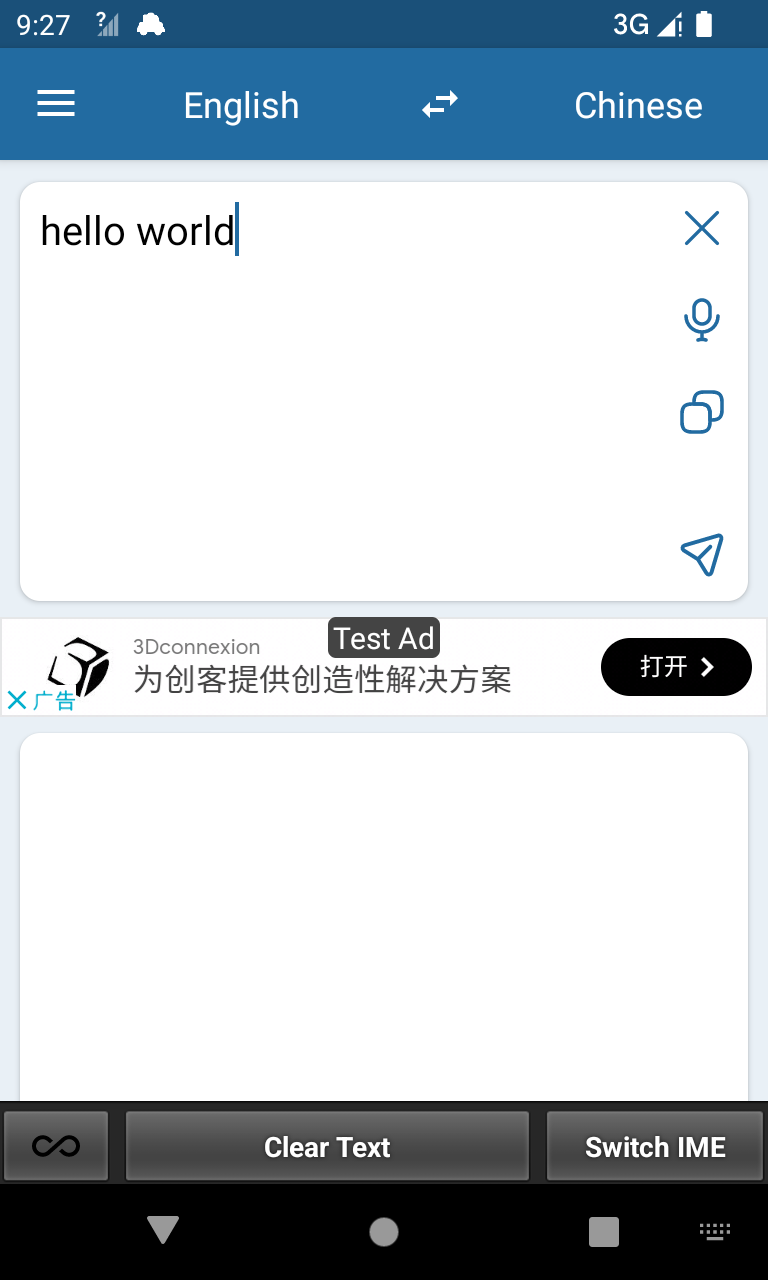 9:27
3G
English
Chinese
hello world
Test Ad
3Dconnexion
为创客提供创造性解决方案
打开
广告
Clear Text
Switch IME